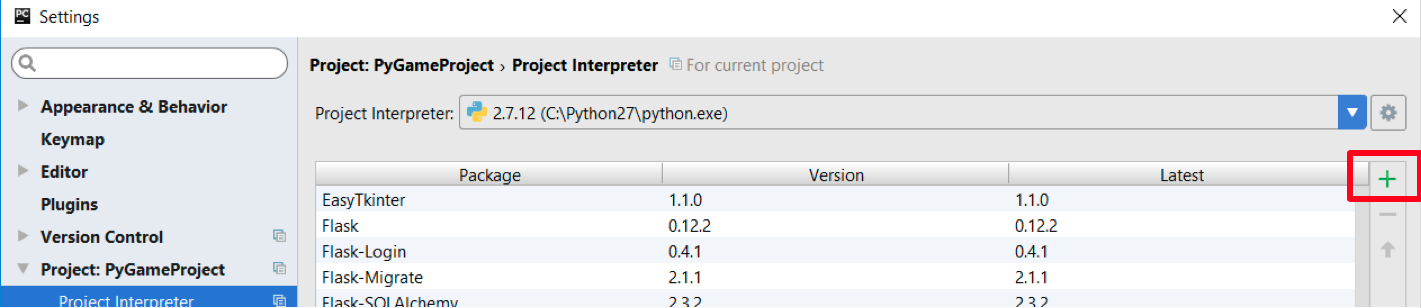 PC Settings
Project: PyGameProject › Project Interpreter For current project
Appearance & Behavior
Keymap
Editor
Plugins
Version Control
Project: PyGameProject
Project Interpreter
Project Interpreter: 2.7.12 (C:\Python27\python.exe)
Package Version Latest
EasyTkinter 1.1.0 1.1.0
Flask 0.12.2 0.12.2
Flask-Login 0.4.1 0.4.1
Flask-Migrate 2.1.1 2.1.1
Flask-SQLAlchemy 2.3.2 2.3.2